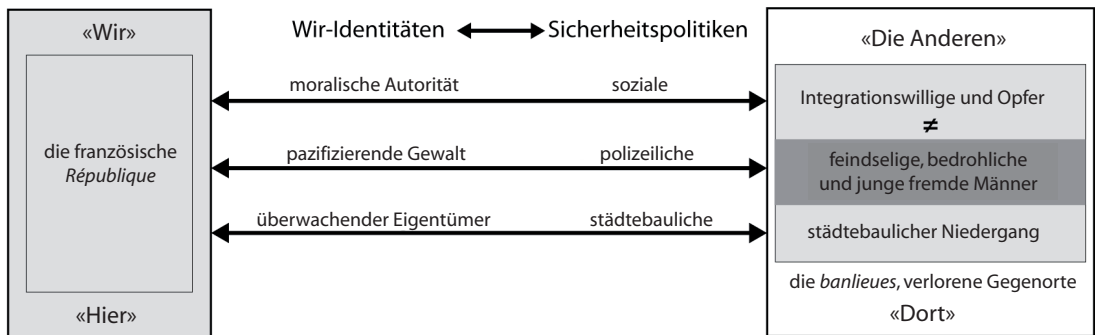 «Wir»
die französische
République
«Hier»
Wir-Identitäten Sicherheitspolitiken
moralische Autorität soziale
pazifizierende Gewalt polizeiliche
überwachender Eigentümer städtebauliche
«Die Anderen»
Integrationswillige und Opfer
≠
feindselige, bedrohliche
und junge fremde Männer
städtebaulicher Niedergang
die banlieues, verlorene Gegenorte
«Dort»